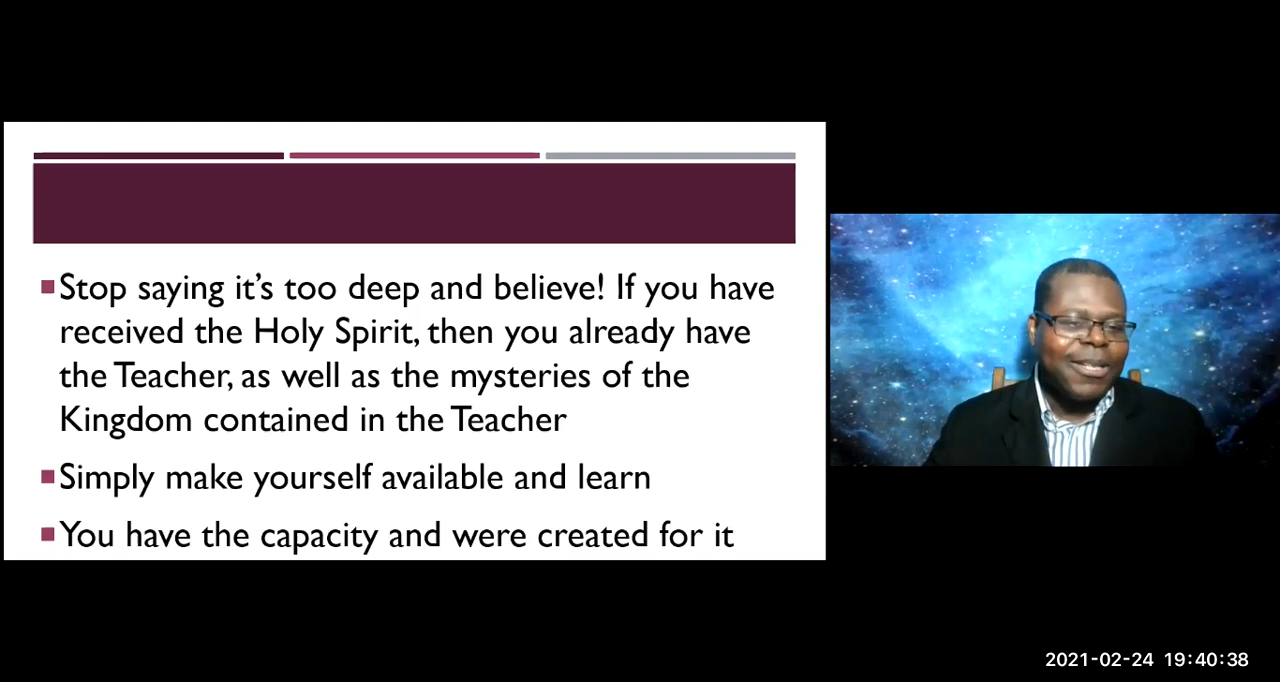 Stop saying it’s too deep and believe! If you have
received the Holy Spirit, then you already have
the Teacher, as well as the mysteries of the
Kingdom contained in the Teacher
Simply make yourself available and learn
You have the capacity and were created for it
2021-02-24 19:40:38